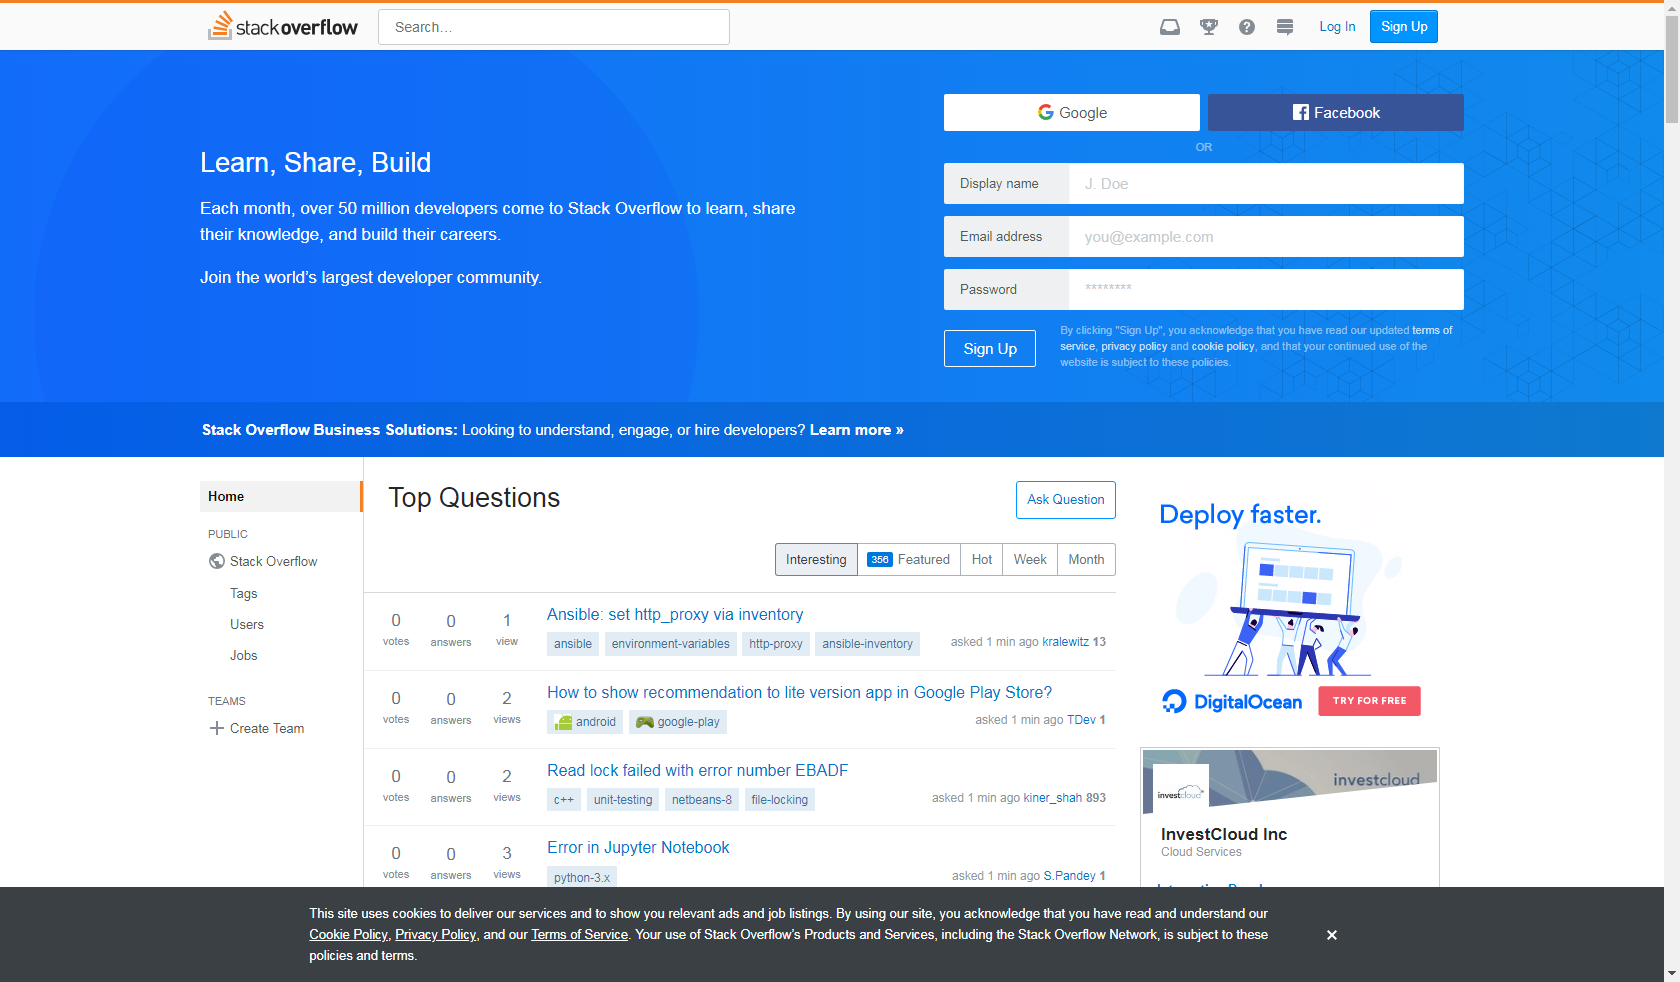 stackoverflow
Search...
Log In
Sign Up
Learn, Share, Build
Each month, over 50 million developers come to Stack Overflow to learn, share
their knowledge, and build their careers.
Join the world's largest developer community.
Google
Facebook
OR
Display name
J. Doe
Email address
you@example.com
Password
********
Sign Up
By clicking "Sign Up", you acknowledge that you have read our updated terms of
service, privacy policy and cookie policy, and that your continued use of the
website is subject to these policies.
Stack Overflow Business Solutions: Looking to understand, engage, or hire developers? Learn more »
Home
PUBLIC
Stack Overflow
Tags
Users
Jobs
TEAMS
Create Team
Top Questions
Ask Question
Interesting
356 Featured
Hot
Week
Month
0 votes
0 answers
1 view
Ansible: set http_proxy via inventory
ansible environment-variables http-proxy ansible-inventory
asked 1 min ago kralewitz 13
0 votes
0 answers
2 views
How to show recommendation to lite version app in Google Play Store?
android google-play
asked 1 min ago TDev 1
0 votes
0 answers
2 views
Read lock failed with error number EBADF
c++ unit-testing netbeans-8 file-locking
asked 1 min ago kiner_shah 893
0 votes
0 answers
3 views
Error in Jupyter Notebook
python-3.x
asked 1 min ago S.Pandey 1
Deploy faster.
DigitalOcean
TRY FOR FREE
investcloud
investcloud
InvestCloud Inc
Cloud Services
This site uses cookies to deliver our services and to show you relevant ads and job listings. By using our site, you acknowledge that you have read and understand our
Cookie Policy, Privacy Policy, and our Terms of Service. Your use of Stack Overflow's Products and Services, including the Stack Overflow Network, is subject to these
policies and terms.